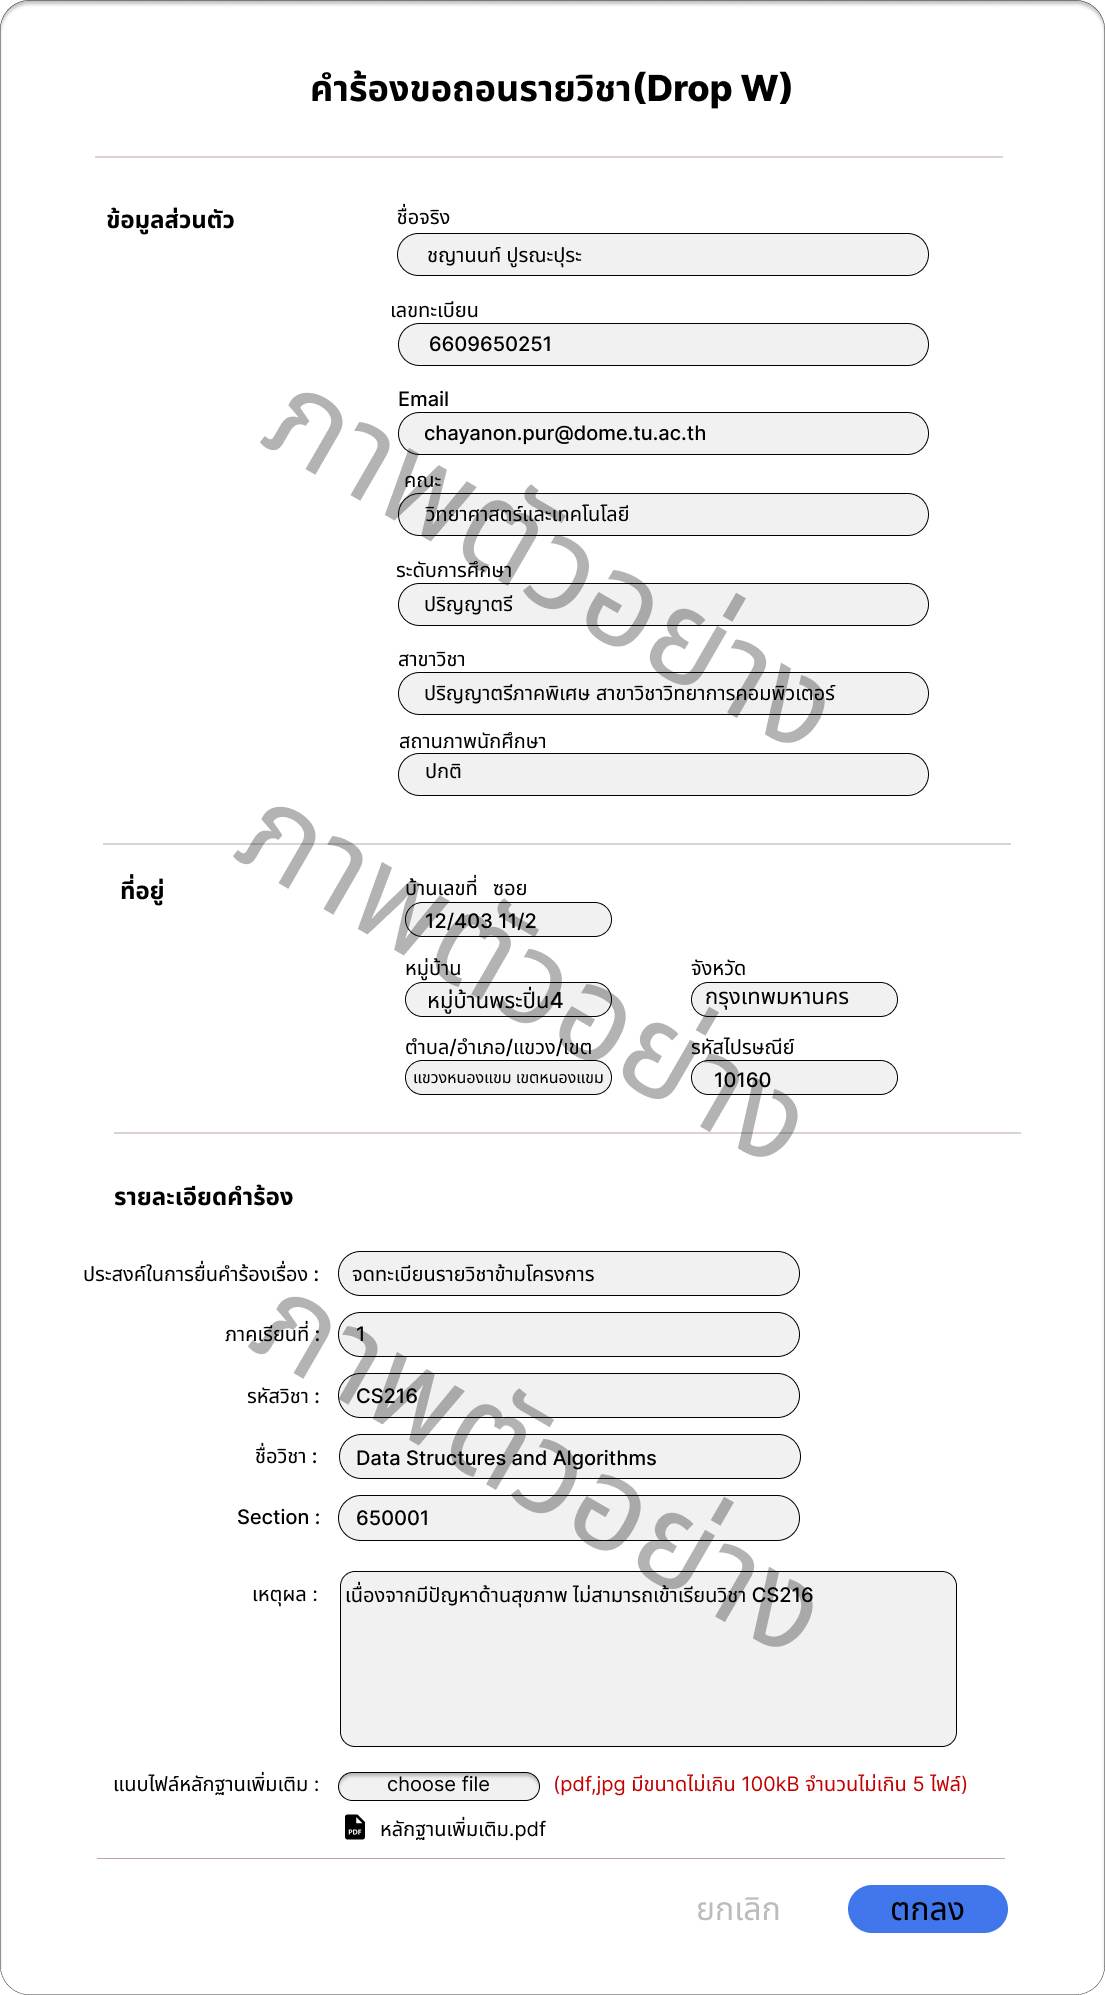 คำร้องขอถอนรายวิชา(Drop W)
ข้อมูลส่วนตัว
ชื่อจริง
ชญานนท์ ปูรณะปุระ
เลขทะเบียน
6609650251
Email
chayanon.pur@dome.tu.ac.th
คณะ
วิทยาศาสตร์และเทคโนโลยี
ระดับการศึกษา
ปริญญาตรี
สาขาวิชา
ปริญญาตรีภาคพิเศษ สาขาวิชาวิทยาการคอมพิวเตอร์
สถานภาพนักศึกษา
ปกติ
ภาพตัวอย่าง
ที่อยู่
บ้านเลขที่ ซอย
12/403 11/2
หมู่บ้าน จังหวัด
หมู่บ้านพระปิ่น4 กรุงเทพมหานคร
ตำบล/อำเภอ/แขวง/เขต รหัสไปรษณีย์
แขวงหนองแขม เขตหนองแขม 10160
ภาพตัวอย่าง
รายละเอียดคำร้อง
ประสงค์ในการยื่นคำร้องเรื่อง : จดทะเบียนรายวิชาข้ามโครงการ
ภาคเรียนที่ : 1
รหัสวิชา : CS216
ชื่อวิชา : Data Structures and Algorithms
Section : 650001
เหตุผล : เนื่องจากมีปัญหาด้านสุขภาพ ไม่สามารถเข้าเรียนวิชา CS216
ภาพตัวอย่าง
แนบไฟล์หลักฐานเพิ่มเติม : choose file (pdf,jpg มีขนาดไม่เกิน 100kB จำนวนไม่เกิน 5 ไฟล์)
PDF หลักฐานเพิ่มเติม.pdf
ยกเลิก ตกลง